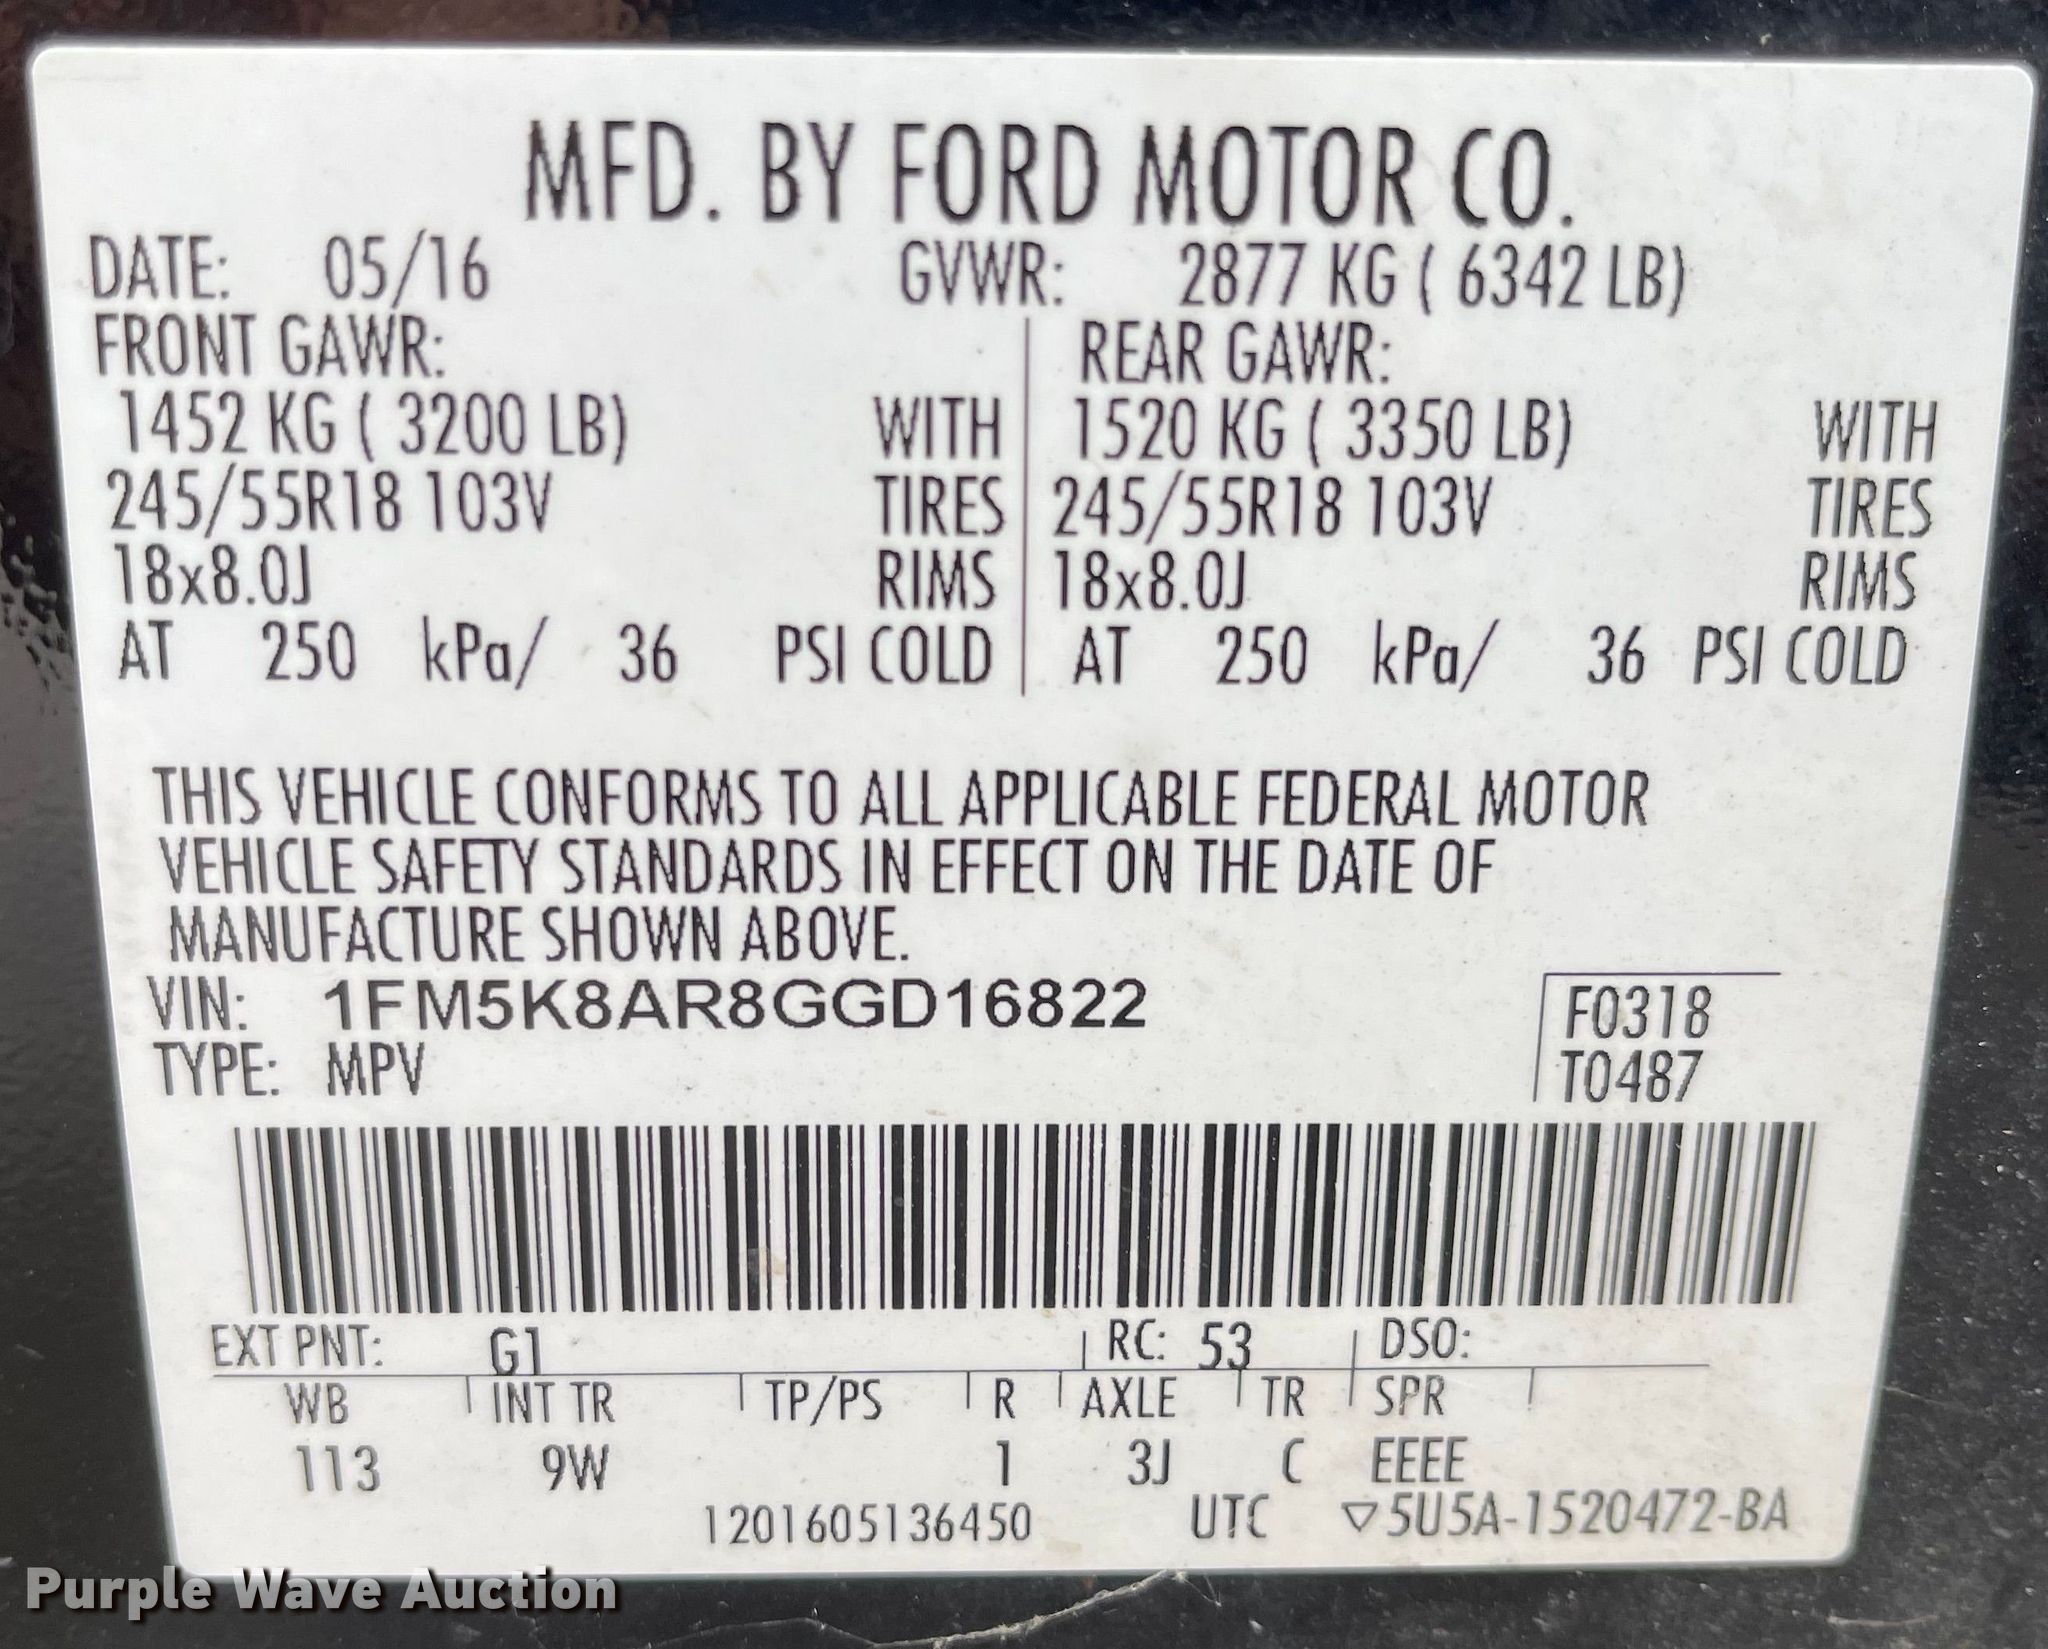 MFD. BY FORD MOTOR CO.
DATE: 05/16 GVWR: 2877 KG ( 6342 LB)
FRONT GAWR: REAR GAWR:
1452 KG ( 3200 LB) WITH 1520 KG ( 3350 LB) WITH
245/55R18 103V TIRES 245/55R18 103V TIRES
18x8.0J RIMS 18x8.0J RIMS
AT 250 kPa/ 36 PSI COLD AT 250 kPa/ 36 PSI COLD
THIS VEHICLE CONFORMS TO ALL APPLICABLE FEDERAL MOTOR
VEHICLE SAFETY STANDARDS IN EFFECT ON THE DATE OF
MANUFACTURE SHOWN ABOVE.
VIN: 1FM5K8AR8GGD16822 F0318
TYPE: MPV T0487
EXT PNT: G1 RC: 53 DSO:
WB INT TR TP/PS R AXLE TR SPR
113 9W 1 3J C EEEE
1201605136450 UTC ▽5U5A-1520472-BA
Purple Wave Auction